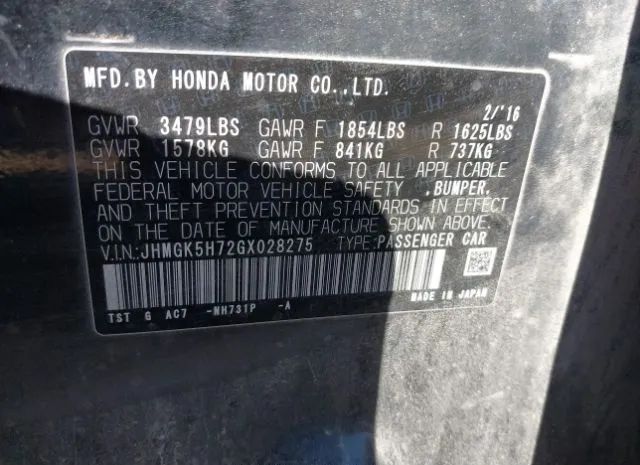 MFD.BY HONDA MOTOR CO.,LTD.
2/'16
GVWR 3479LBS GAWR F 1854LBS R 1625LBS
GVWR 1578KG GAWR F 841KG R 737KG
THIS VEHICLE CONFORMS TO ALL APPLICABLE
FEDERAL MOTOR VEHICLE SAFETY ,BUMPER,
AND THEFT PREVENTION STANDARDS IN EFFECT
ON THE DATE OF MANUFACTURE SHOWN ABOVE.
V.I.N:JHMGK5H72GX028275 TYPE:PASSENGER CAR
MADE IN JAPAN
TST G AC7 -NH731P -A